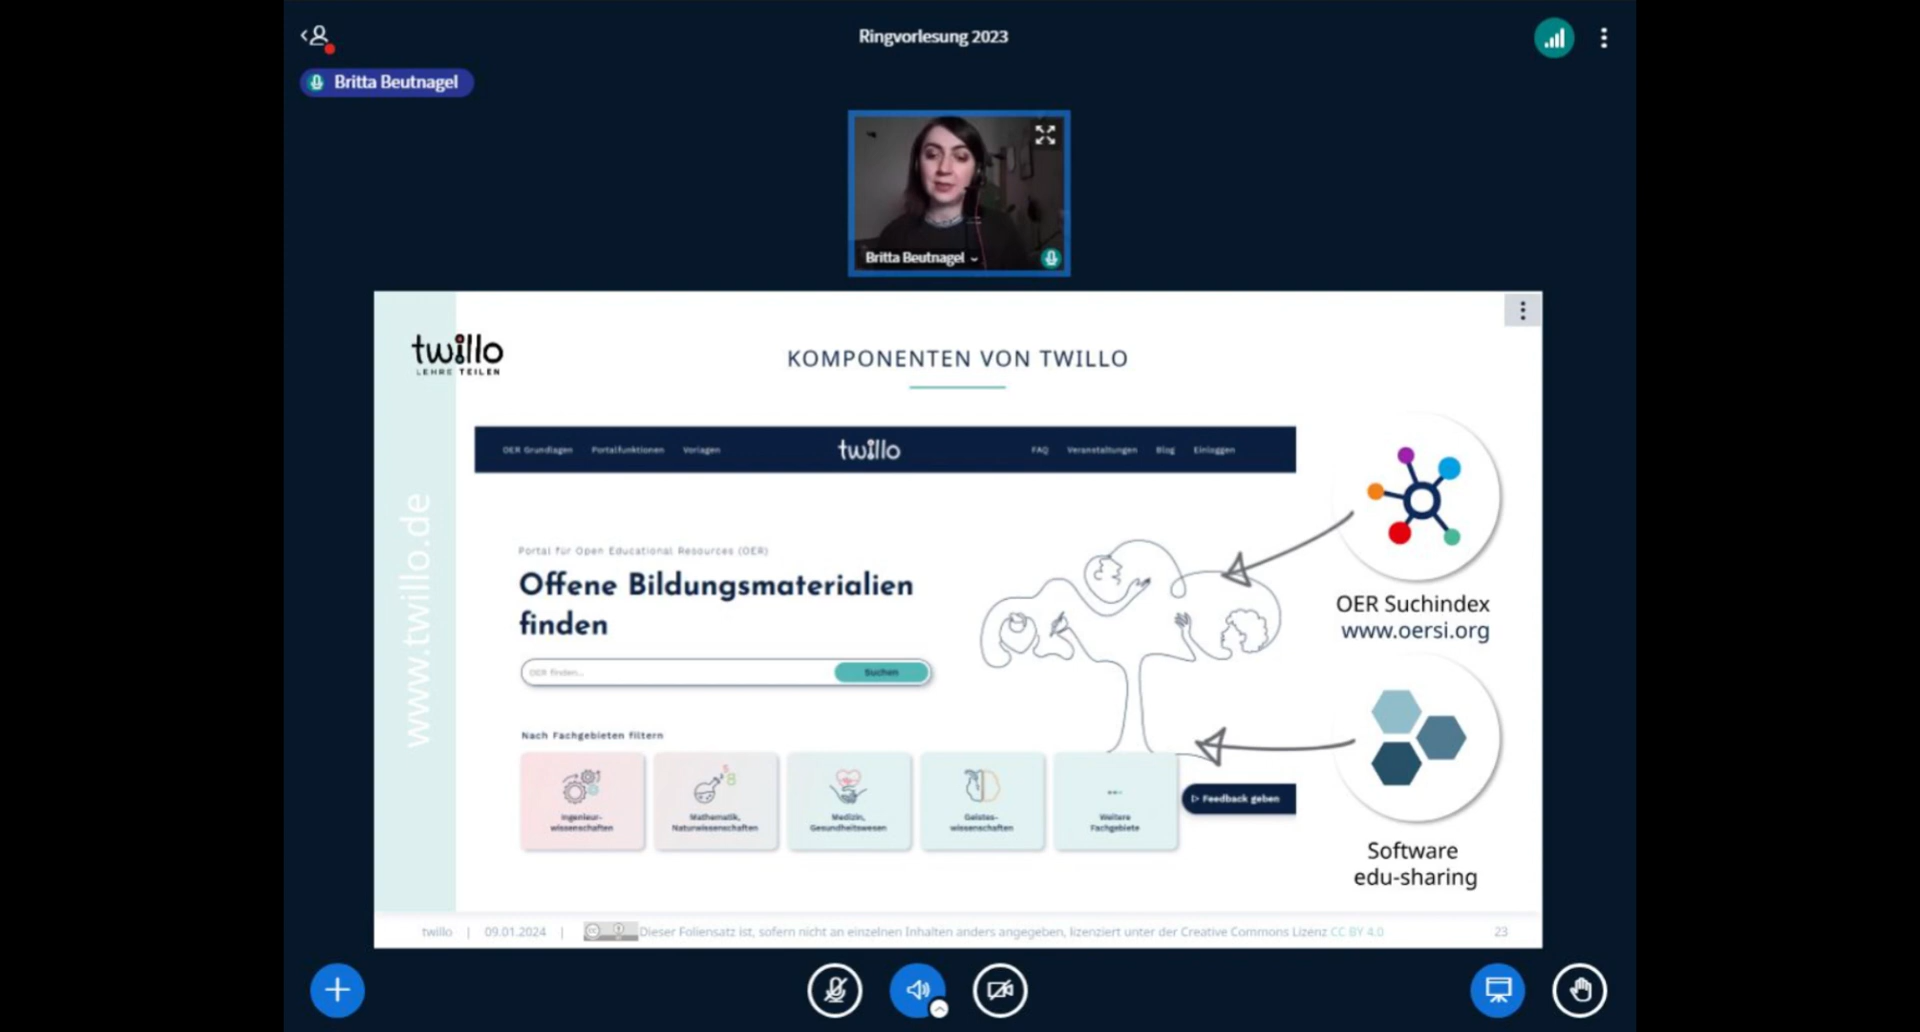 Ringvorlesung 2023
Britta Beutnagel
Britta Beutnagel
twillo
LEHRE TEILEN
KOMPONENTEN VON TWILLO
www.twillo.de
OER Grundlagen Portalfunktionen Vorlagen twillo FAQ Veranstaltungen Blog Einloggen
Portal für Open Educational Resources (OER)
Offene Bildungsmaterialien
finden
OER finden... Suchen
Nach Fachgebieten filtern
Ingenieur-
wissenschaften
Mathematik,
Naturwissenschaften
Medizin,
Gesundheitswesen
Geistes-
wissenschaften
Weitere
Fachgebiete
Feedback geben
OER Suchindex
www.oersi.org
Software
edu-sharing
twillo | 09.01.2024 | Dieser Foliensatz ist, sofern nicht an einzelnen Inhalten anders angegeben, lizenziert unter der Creative Commons Lizenz CC BY 4.0 23